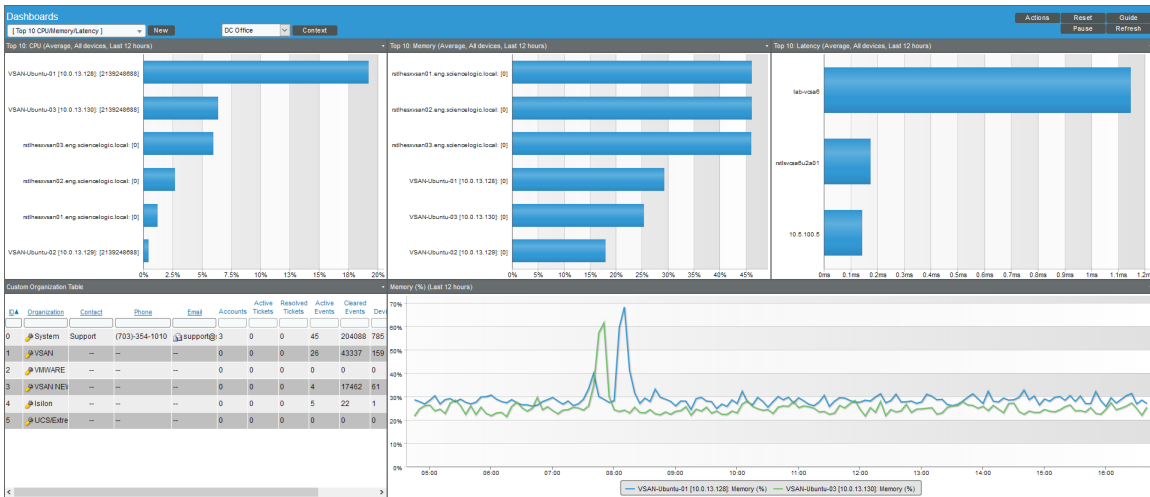 Dashboards
[ Top 10 CPU/Memory/Latency ] New DC Office Context
Actions Reset Guide
Pause Refresh
Top 10: CPU (Average, All devices, Last 12 hours)
VSAN-Ubuntu-01 [10.0.13.128]: [2139248688]
VSAN-Ubuntu-03 [10.0.13.130]: [2139248688]
rstlhesxvsan03.eng.sciencelogic.local: [0]
rstlhesxvsan02.eng.sciencelogic.local: [0]
rstlhesxvsan01.eng.sciencelogic.local: [0]
VSAN-Ubuntu-02 [10.0.13.129]: [2139248688]
0% 2.5% 5% 7.5% 10% 13% 15% 18% 20%
Top 10: Memory (Average, All devices, Last 12 hours)
rstlhesxvsan01.eng.sciencelogic.local: [0]
rstlhesxvsan02.eng.sciencelogic.local: [0]
rstlhesxvsan03.eng.sciencelogic.local: [0]
VSAN-Ubuntu-01 [10.0.13.128]: [0]
VSAN-Ubuntu-03 [10.0.13.130]: [0]
VSAN-Ubuntu-02 [10.0.13.129]: [0]
0% 5% 10% 15% 20% 25% 30% 35% 40% 45%
Top 10: Latency (Average, All devices, Last 12 hours)
lab-vcsa6
rstlsvcsa6u2a01
10.5.100.5
0ms 0.1ms 0.2ms 0.3ms 0.4ms 0.5ms 0.6ms 0.7ms 0.8ms 0.9ms 1ms 1.1ms 1.2m
Custom Organization Table
ID Organization Contact Phone Email Accounts Active Tickets Resolved Tickets Active Events Cleared Events Devi
0 System Support (703)-354-1010 support@ 3 0 0 45 204088 785
1 VSAN -- -- -- 0 0 0 26 43337 159
2 VMWARE -- -- -- 0 0 0 0 0 0
3 VSAN NEW -- -- -- 0 0 0 4 17462 61
4 Isilon -- -- -- 0 0 0 5 22 1
5 UCS/Extre -- -- -- 0 0 0 0 0 0
Memory (%) (Last 12 hours)
70%
60%
50%
40%
30%
20%
10%
0%
05:00 06:00 07:00 08:00 09:00 10:00 11:00 12:00 13:00 14:00 15:00 16:00
VSAN-Ubuntu-01 [10.0.13.128]: Memory (%) VSAN-Ubuntu-03 [10.0.13.130]: Memory (%)